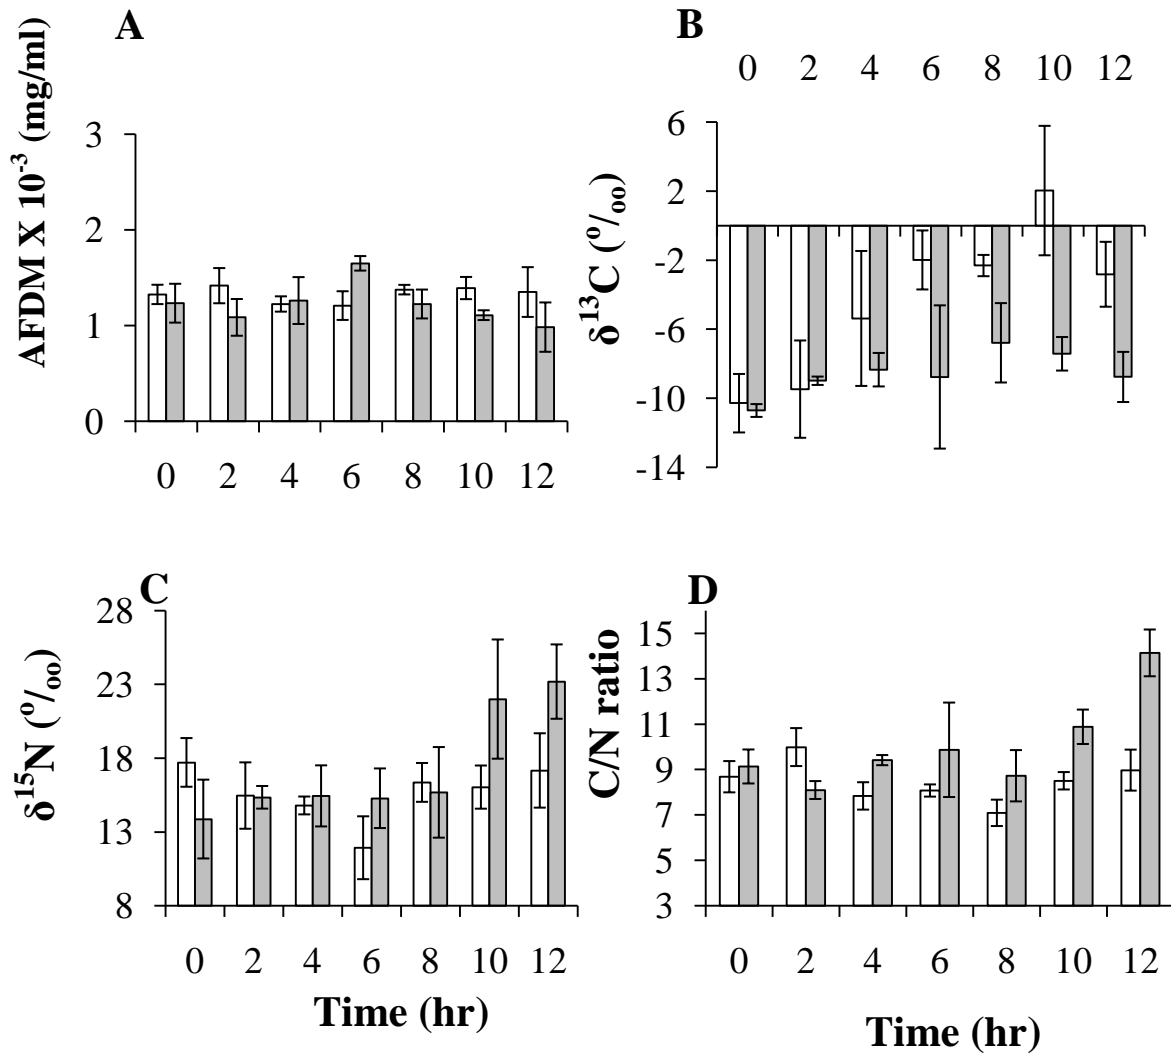 A
AFDM X 10⁻³ (mg/ml)
3
2
1
0
0 2 4 6 8 10 12
B
0 2 4 6 8 10 12
δ¹³C (⁰/₀₀)
6
2
-2
-6
-10
-14
C
δ¹⁵N (⁰/₀₀)
28
23
18
13
8
0 2 4 6 8 10 12
Time (hr)
D
C/N ratio
15
13
11
9
7
5
3
0 2 4 6 8 10 12
Time (hr)